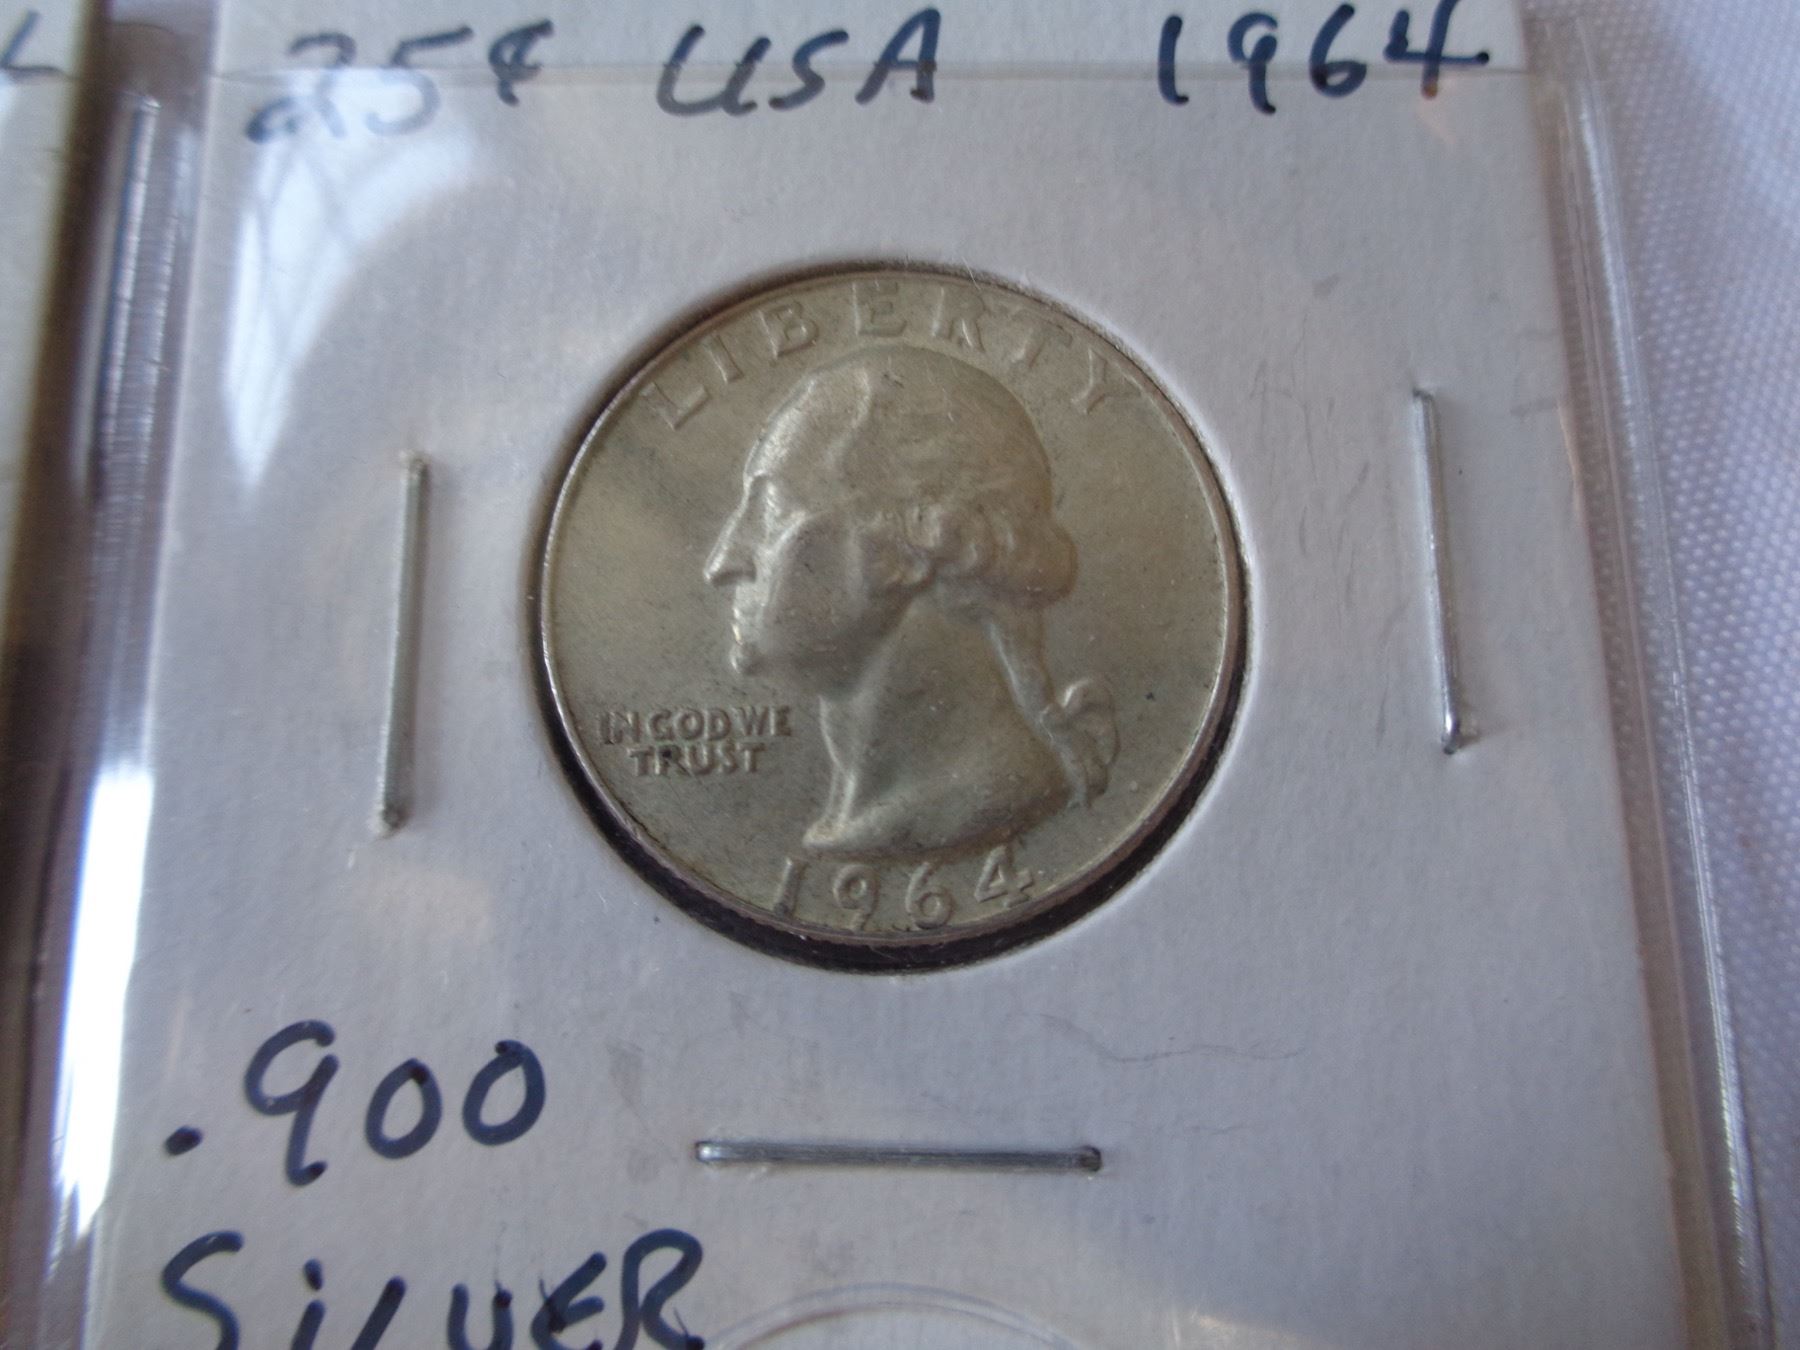 25¢ USA 1964
LIBERTY
IN GOD WE
TRUST
1964
.900
SILVER